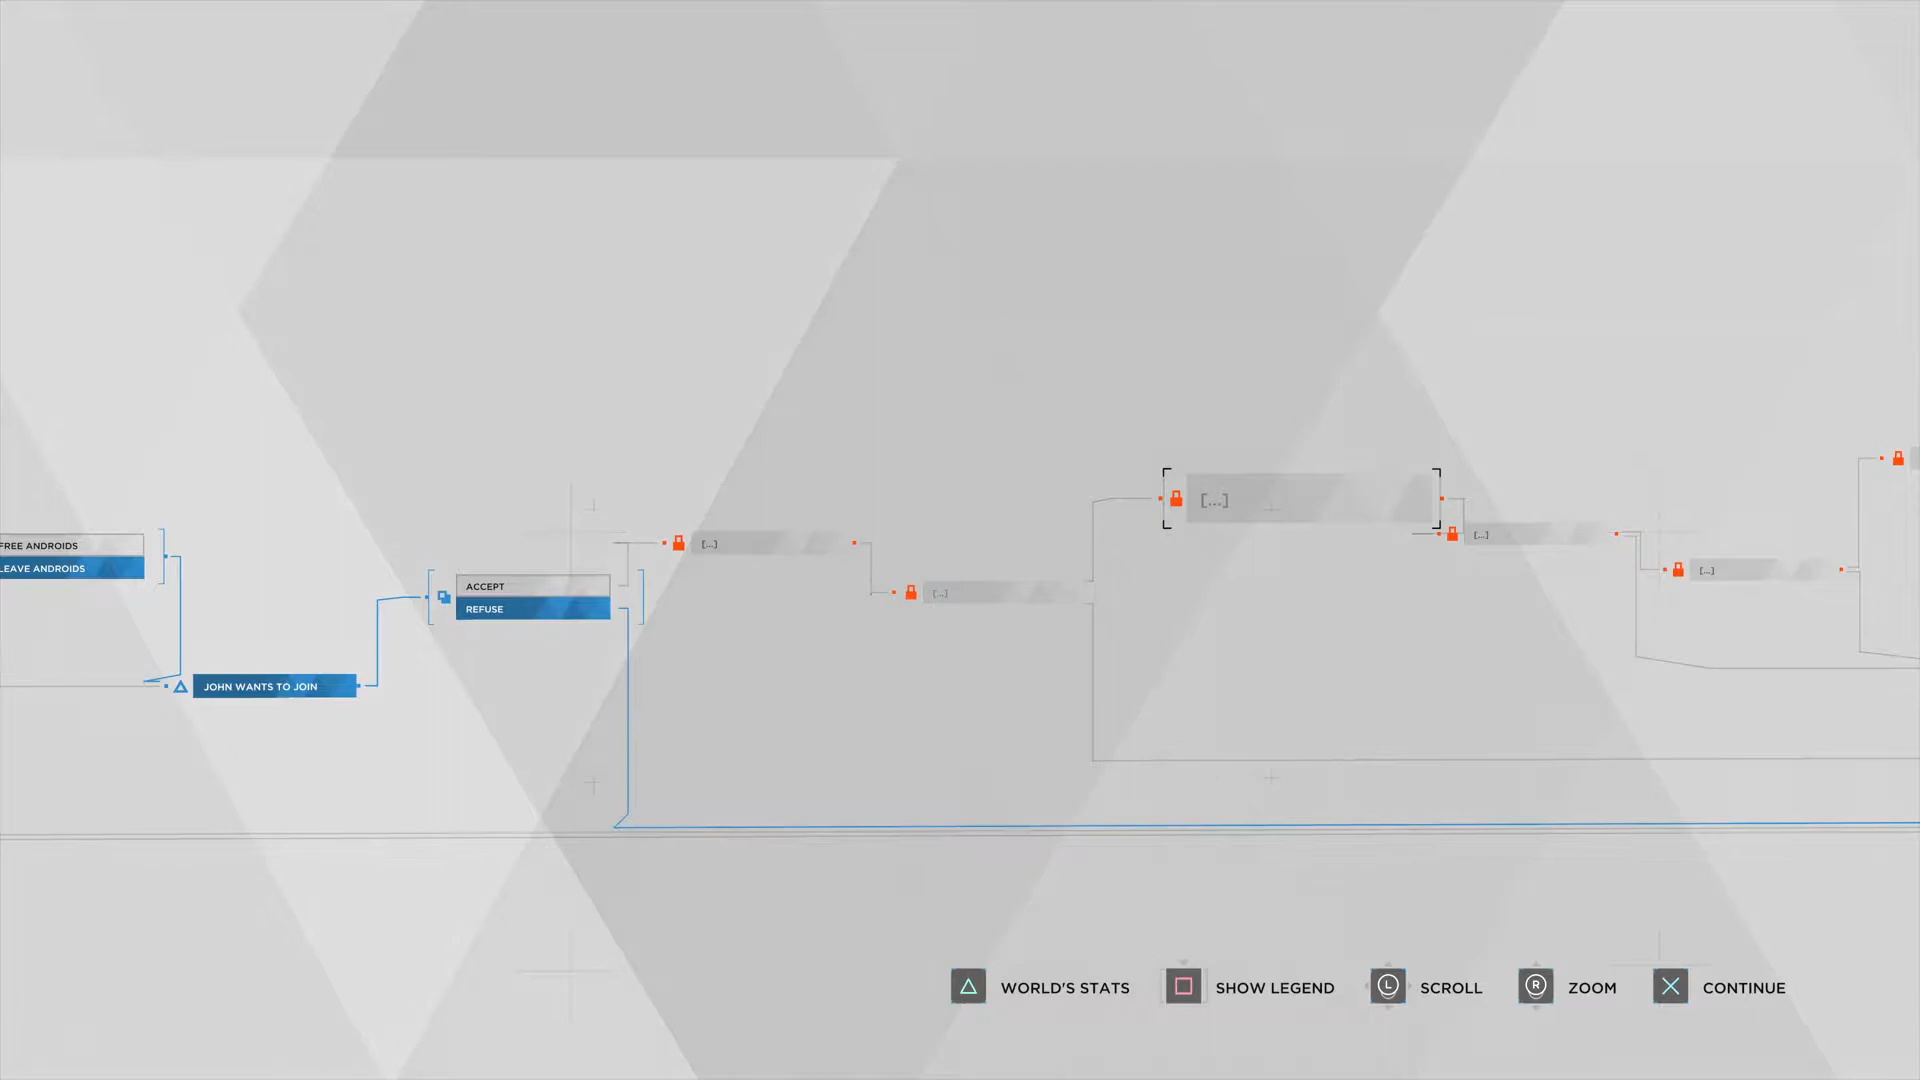 FREE ANDROIDS
LEAVE ANDROIDS
JOHN WANTS TO JOIN
ACCEPT
REFUSE
[...]
[...]
[...]
[...]
[...]
WORLD'S STATS
SHOW LEGEND
L
SCROLL
R
ZOOM
CONTINUE